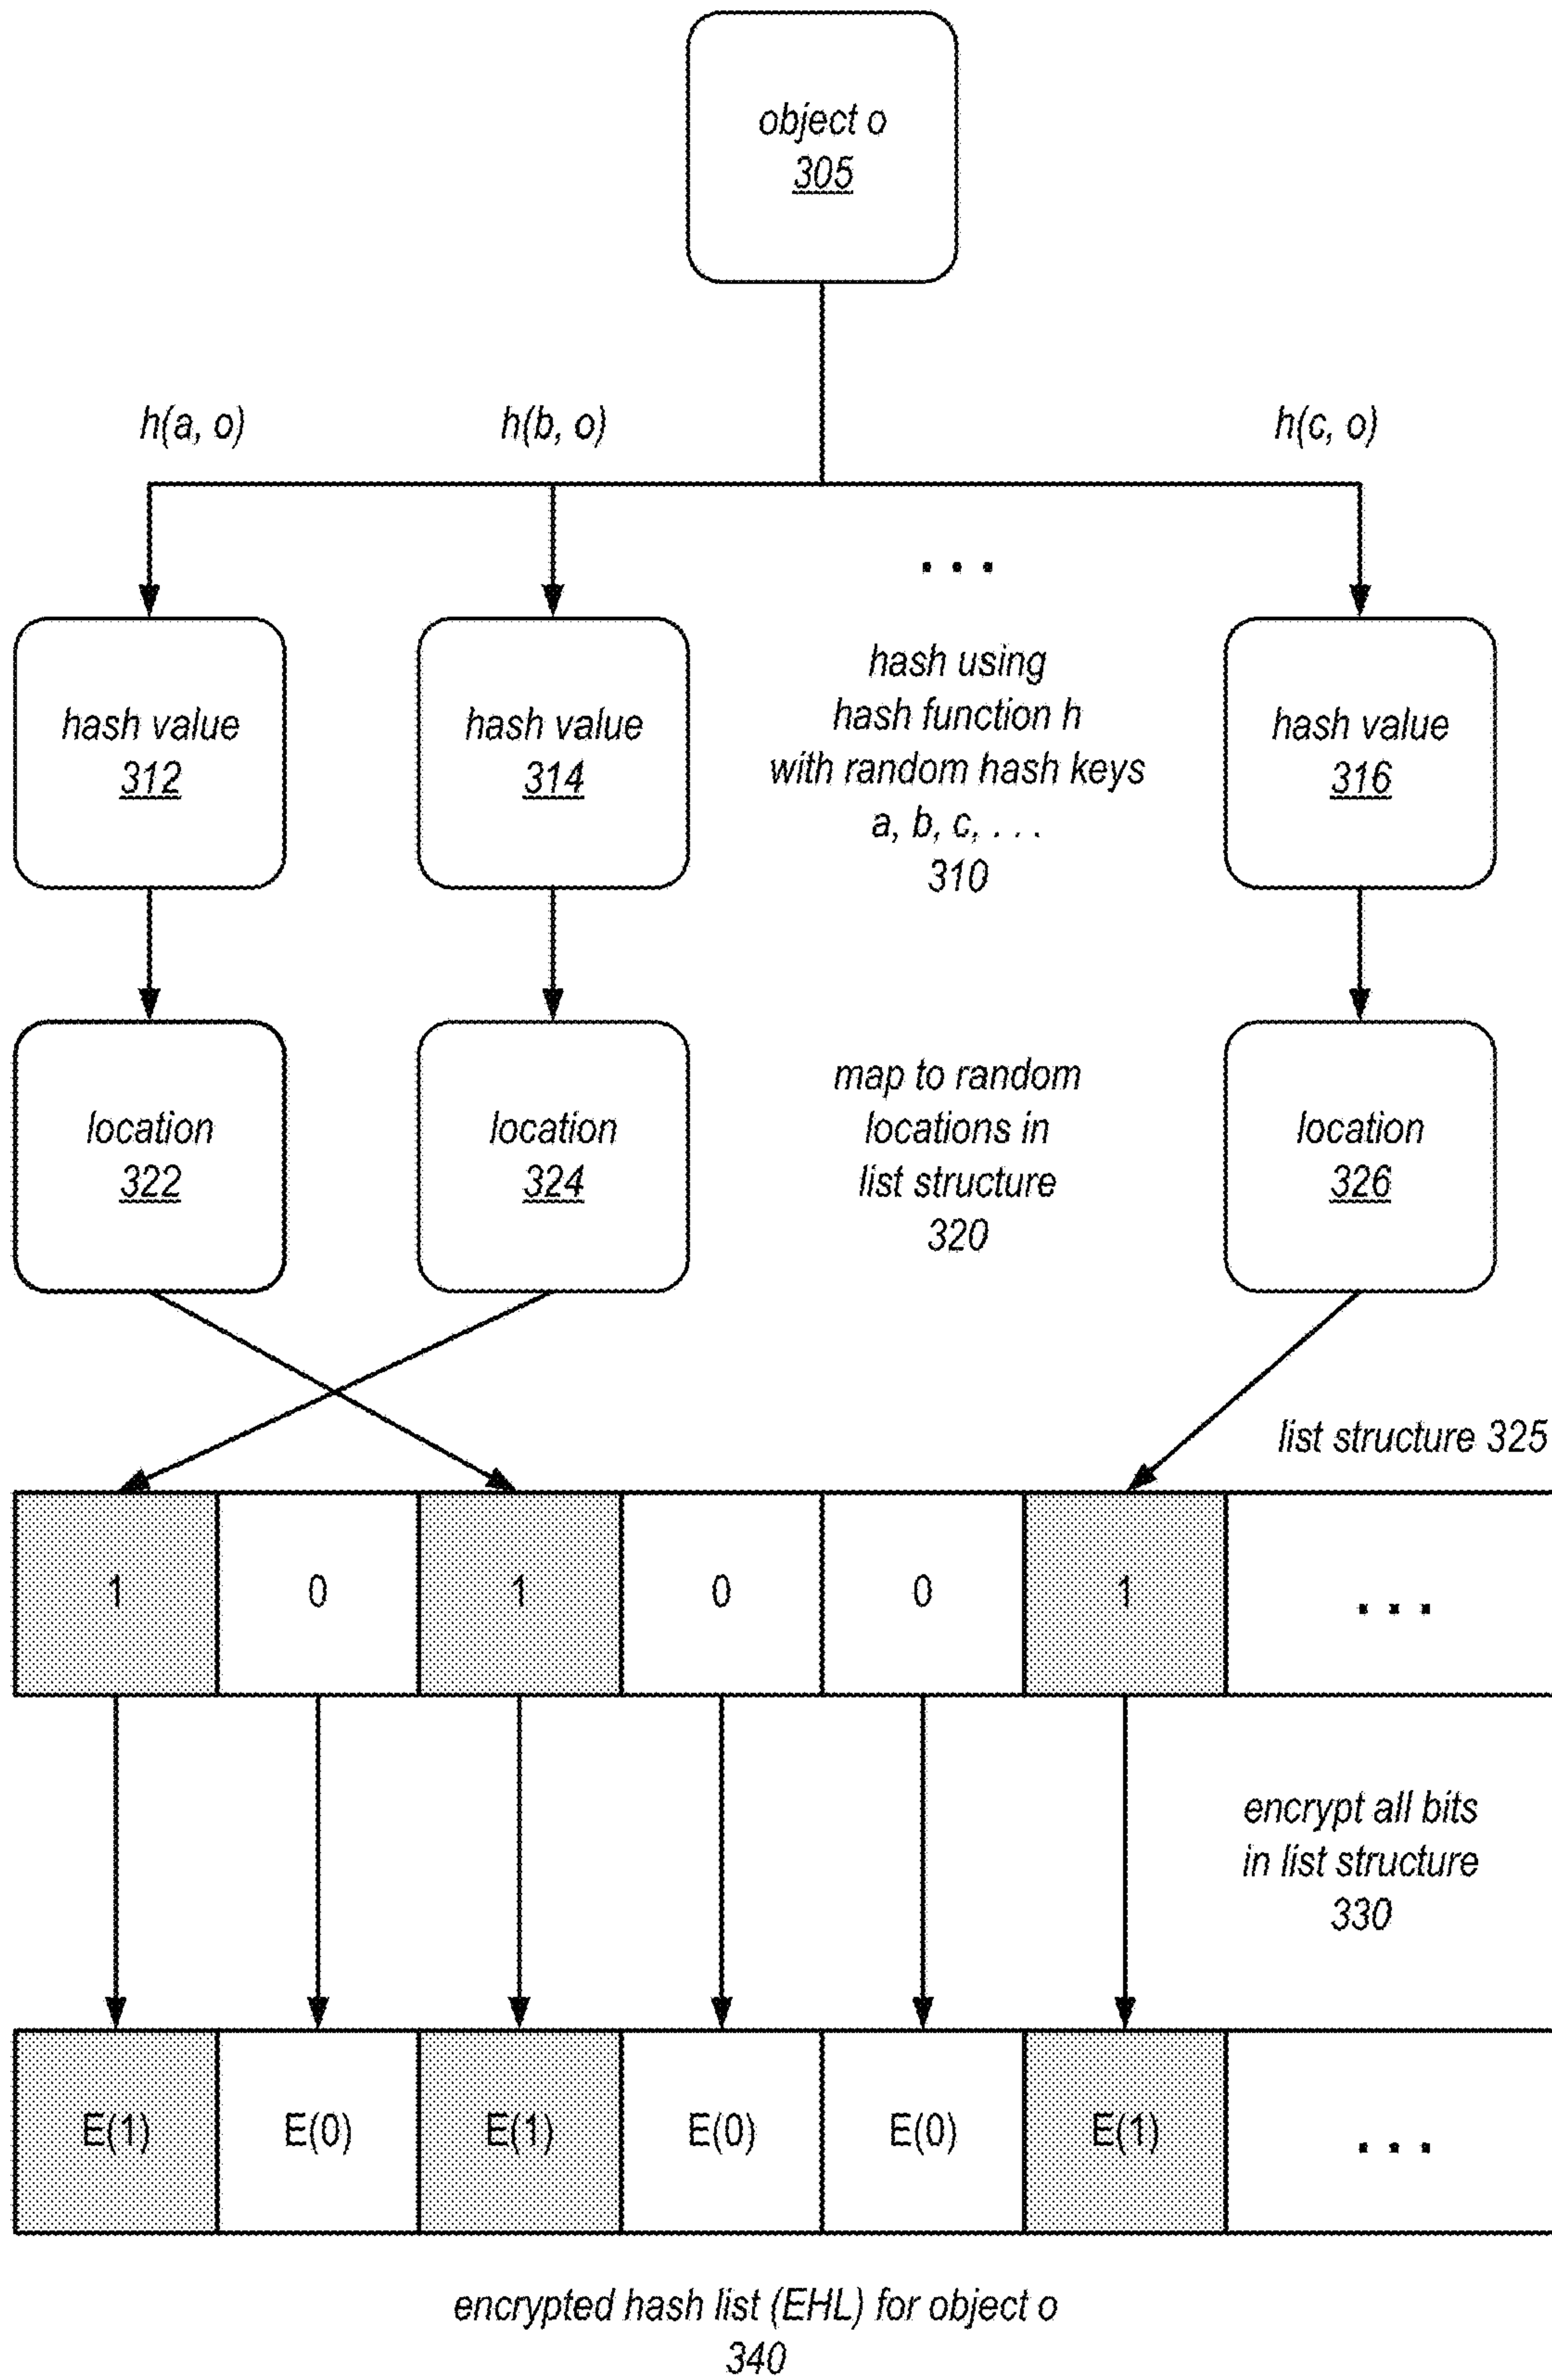 object o
305
h(a, o)
h(b, o)
h(c, o)
. . .
hash value
312
hash value
314
hash using
hash function h
with random hash keys
a, b, c, . . .
310
hash value
316
location
322
location
324
map to random
locations in
list structure
320
location
326
list structure 325
1 0 1 0 0 1 . . .
encrypt all bits
in list structure
330
E(1) E(0) E(1) E(0) E(0) E(1) . . .
encrypted hash list (EHL) for object o
340